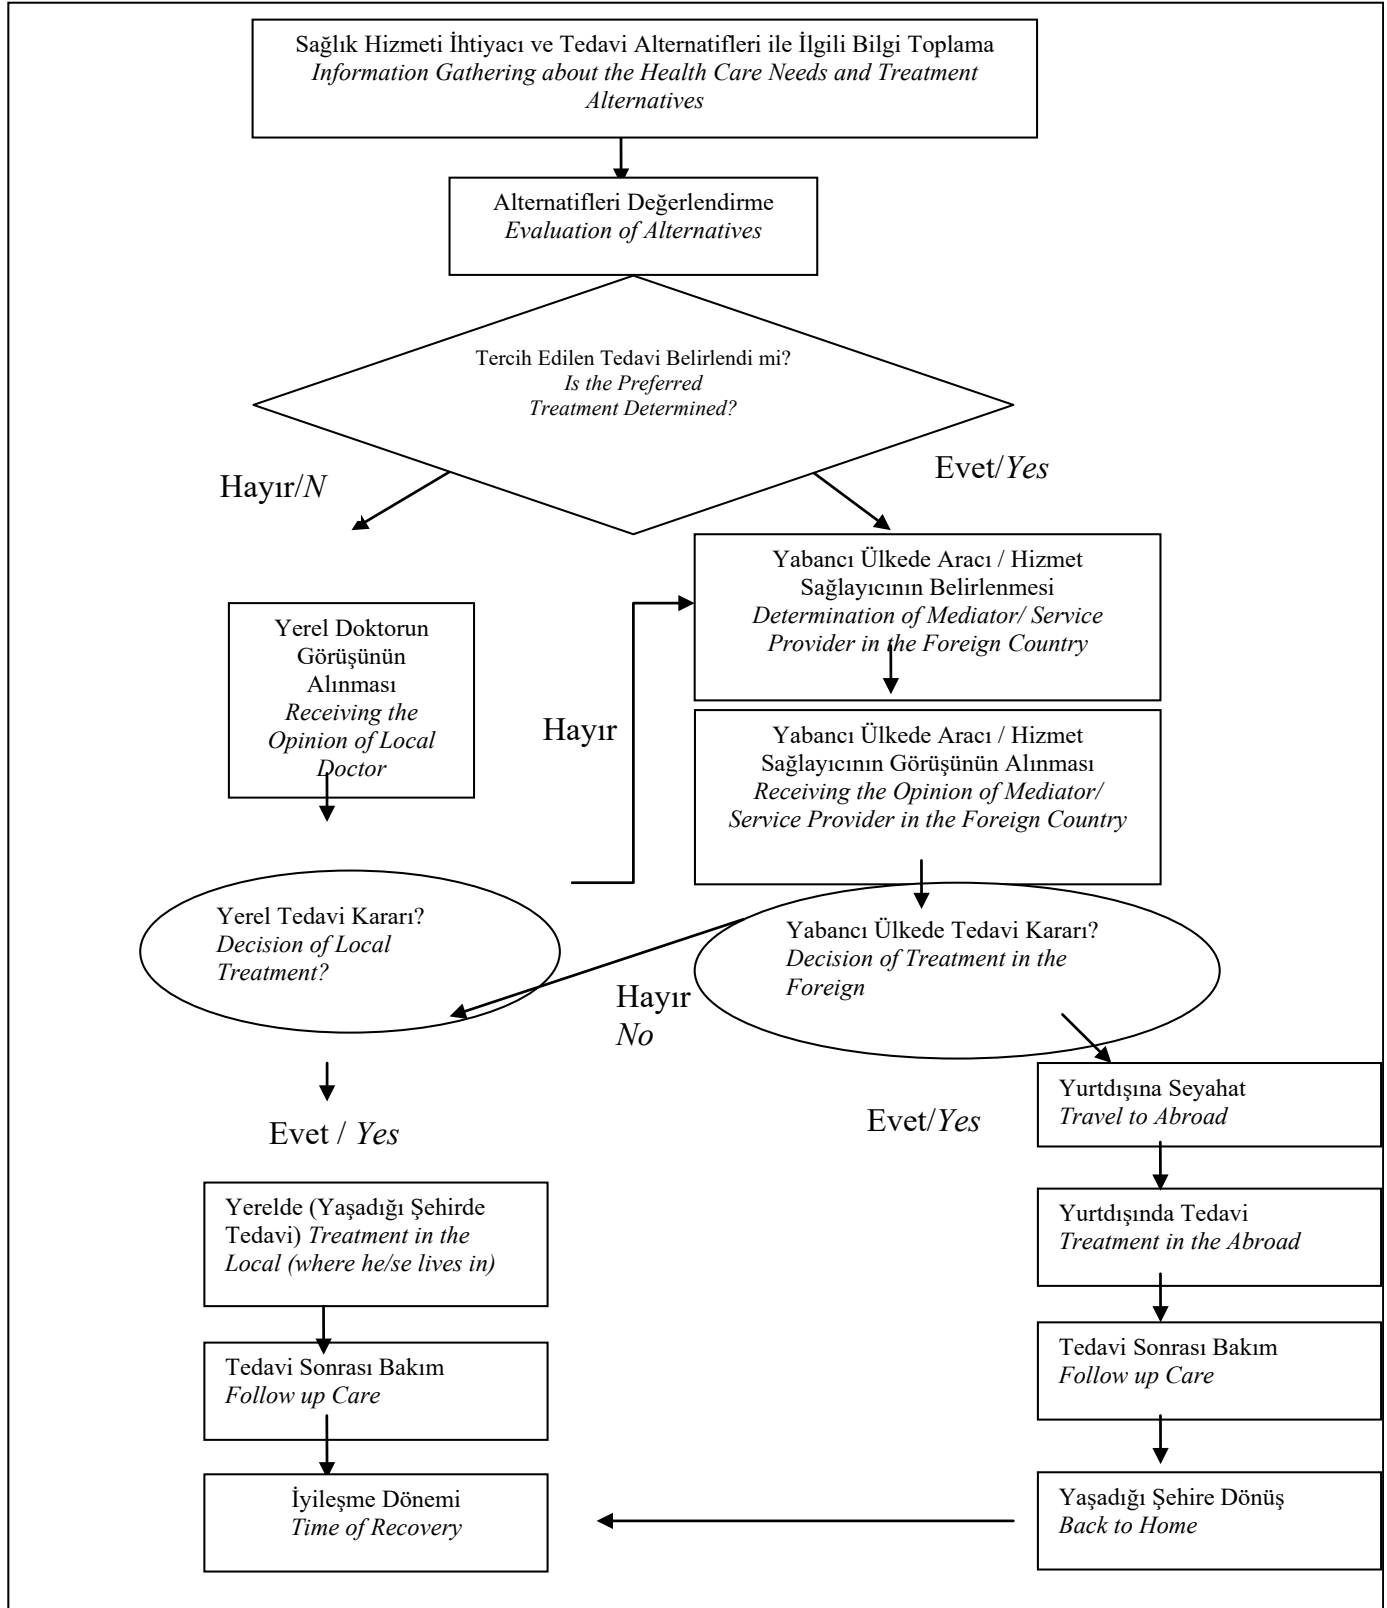 Sağlık Hizmeti İhtiyacı ve Tedavi Alternatifleri ile İlgili Bilgi Toplama
Information Gathering about the Health Care Needs and Treatment
Alternatives
Alternatifleri Değerlendirme
Evaluation of Alternatives
Tercih Edilen Tedavi Belirlendi mi?
Is the Preferred
Treatment Determined?
Hayır/N
Evet/Yes
Yabancı Ülkede Aracı / Hizmet
Sağlayıcının Belirlenmesi
Determination of Mediator/ Service
Provider in the Foreign Country
Yerel Doktorun
Görüşünün
Alınması
Receiving the
Opinion of Local
Doctor
Hayır
Yabancı Ülkede Aracı / Hizmet
Sağlayıcının Görüşünün Alınması
Receiving the Opinion of Mediator/
Service Provider in the Foreign Country
Yerel Tedavi Kararı?
Decision of Local
Treatment?
Yabancı Ülkede Tedavi Kararı?
Decision of Treatment in the
Foreign
Hayır
No
Evet / Yes
Evet/Yes
Yurtdışına Seyahat
Travel to Abroad
Yerelde (Yaşadığı Şehirde
Tedavi) Treatment in the
Local (where he/se lives in)
Yurtdışında Tedavi
Treatment in the Abroad
Tedavi Sonrası Bakım
Follow up Care
Tedavi Sonrası Bakım
Follow up Care
İyileşme Dönemi
Time of Recovery
Yaşadığı Şehire Dönüş
Back to Home